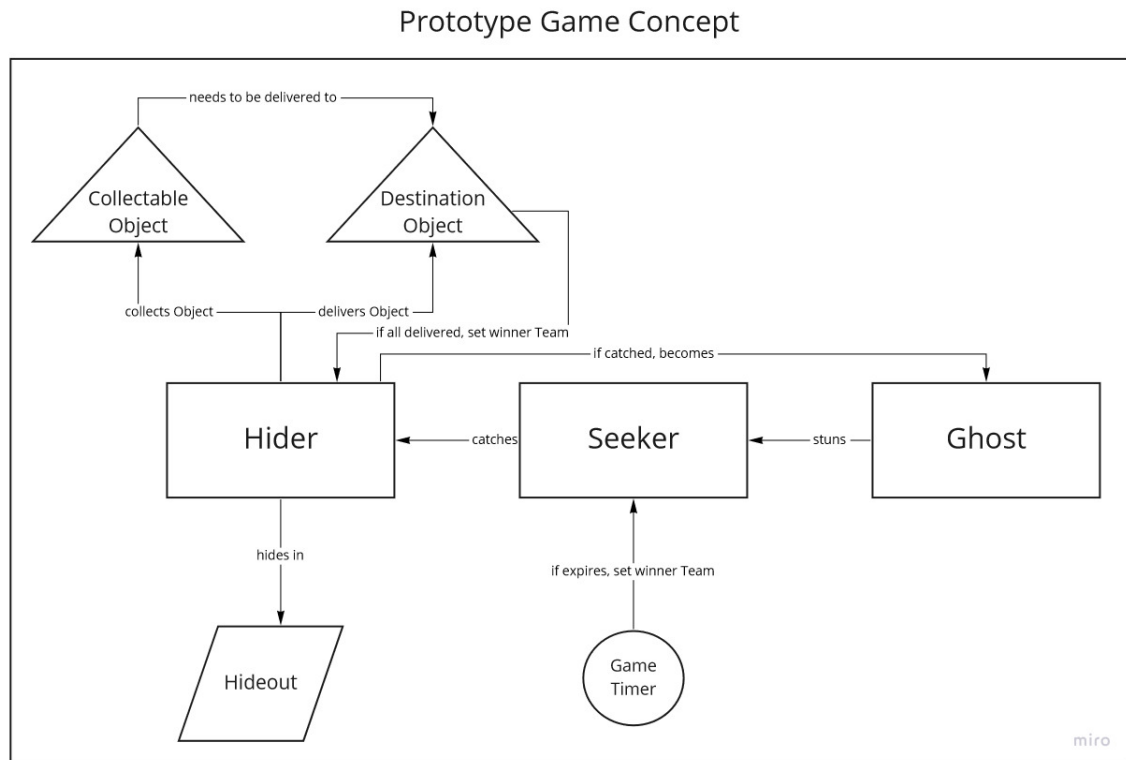 Prototype Game Concept
needs to be delivered to
Collectable
Object
Destination
Object
collects Object
delivers Object
if all delivered, set winner Team
if catched, becomes
Hider
catches
Seeker
stuns
Ghost
hides in
if expires, set winner Team
Hideout
Game
Timer
miro